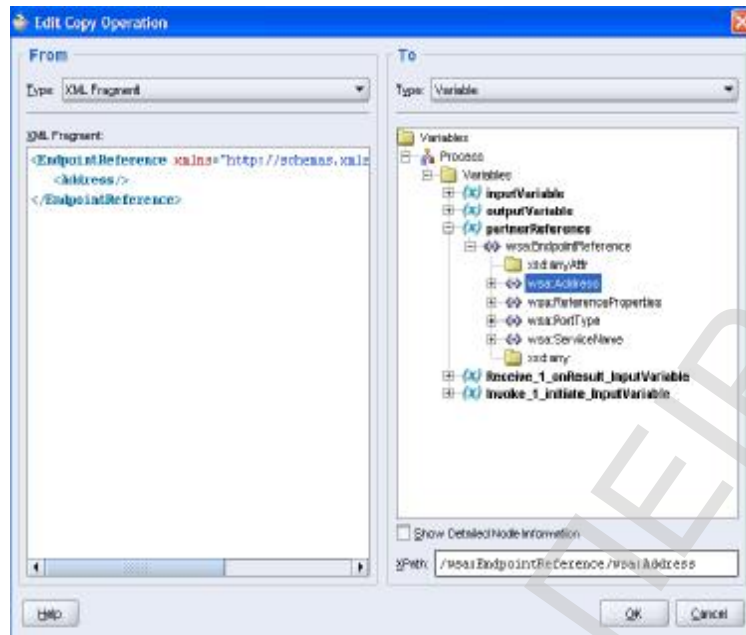 Edit Copy Operation
From
Type: XML Fragment
XML Fragment:
<EndpointReference xmlns="http://schemas.xmls
<Address/>
</EndpointReference>
To
Type: Variable
Variables
Process
Variables
inputVariable
outputVariable
partnerReference
wsa:EndpointReference
xsd:anyAttr
wsa:Address
wsa:ReferenceProperties
wsa:PortType
wsa:ServiceName
xsd:any
Receive_1_onResult_InputVariable
Invoke_1_initiate_InputVariable
Show Detailed Node Information
XPath: /wsa:EndpointReference/wsa:Address
Help
OK
Cancel